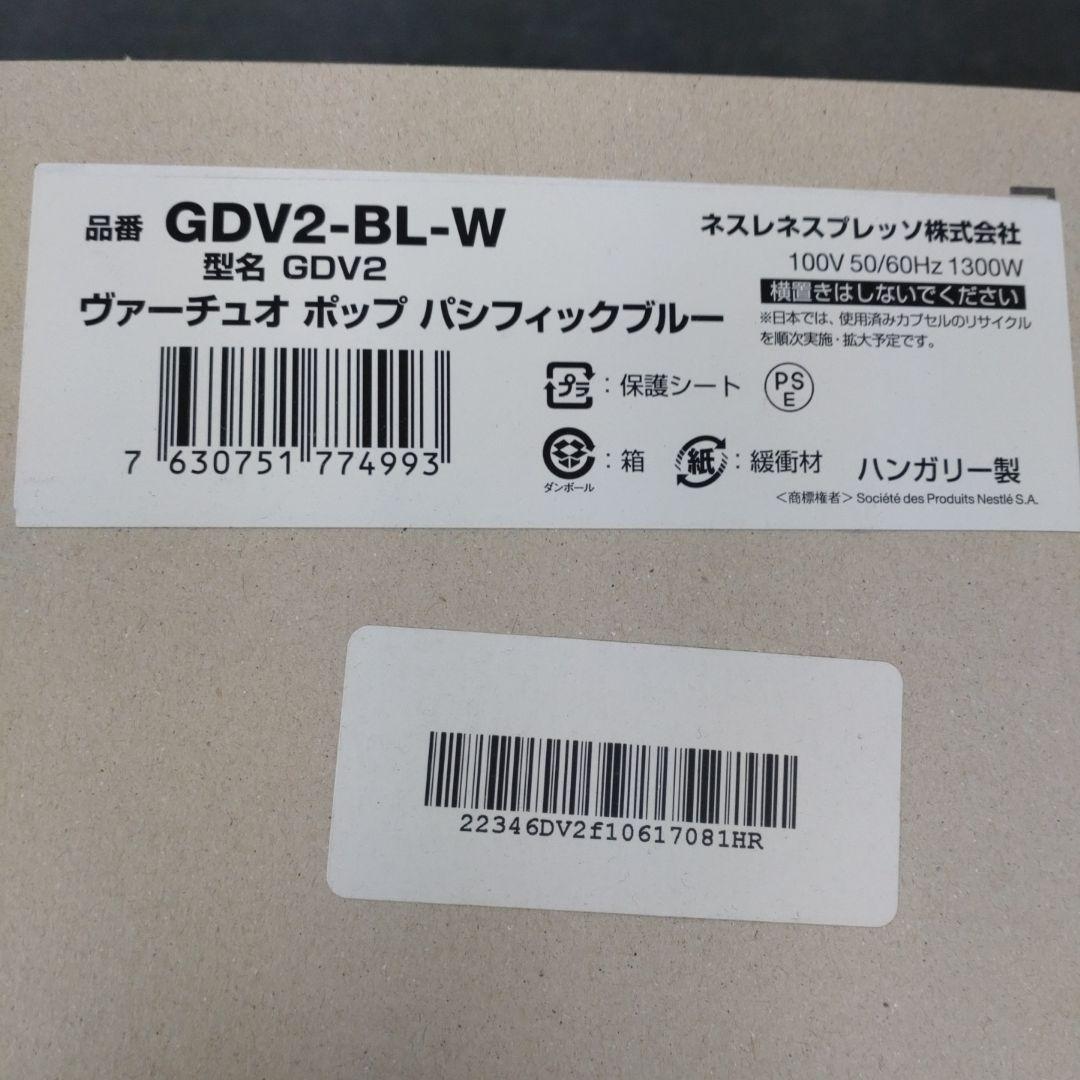 品番 GDV2-BL-W
型名 GDV2
ヴァーチュオ ポップ パシフィックブルー
7 630751 774993
ネスレネスプレッソ株式会社
100V 50/60Hz 1300W
横置きはしないでください
※日本では、使用済みカプセルのリサイクル
を順次実施・拡大予定です。
プラ : 保護シート PS
E
ダンボール : 箱 紙 : 緩衝材
ハンガリー製
<商標権者> Société des Produits Nestlé S.A.
22346DV2f10617081HR